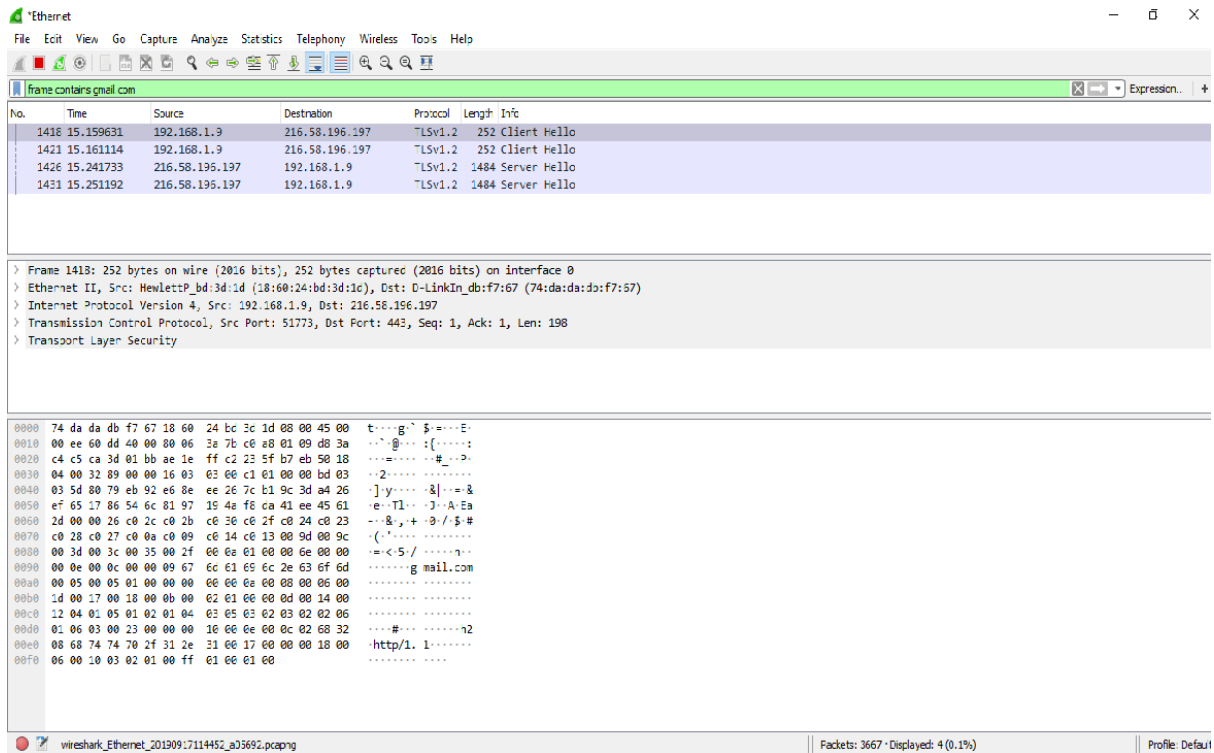 *Ethernet
File Edit View Go Capture Analyze Statistics Telephony Wireless Tools Help
frame contains gmail.com
Expression... +
No. Time Source Destination Protocol Length Info
1418 15.159631 192.168.1.9 216.58.196.197 TLSv1.2 252 Client Hello
1421 15.161114 192.168.1.9 216.58.196.197 TLSv1.2 252 Client Hello
1426 15.241733 216.58.196.197 192.168.1.9 TLSv1.2 1484 Server Hello
1431 15.251192 216.58.196.197 192.168.1.9 TLSv1.2 1484 Server Hello
> Frame 1418: 252 bytes on wire (2016 bits), 252 bytes captured (2016 bits) on interface 0
> Ethernet II, Src: HewlettP_bd:3d:1d (18:60:24:bd:3d:1d), Dst: D-LinkIn_db:f7:67 (74:da:da:db:f7:67)
> Internet Protocol Version 4, Src: 192.168.1.9, Dst: 216.58.196.197
> Transmission Control Protocol, Src Port: 51773, Dst Port: 443, Seq: 1, Ack: 1, Len: 198
> Transport Layer Security
0000 74 da da db f7 67 18 60 24 bd 3d 1d 08 00 45 00 t····g·` $·=···E·
0010 00 ee 60 dd 40 00 80 06 3a 7b c0 a8 01 09 d8 3a ··`·@··· :{·····:
0020 c4 c5 ca 3d 01 bb ae 1e ff c2 23 5f b7 eb 50 18 ···=···· ··#_··P·
0030 04 00 32 89 00 00 16 03 03 00 c1 01 00 00 bd 03 ··2····· ········
0040 03 5d 80 79 eb 92 e6 8e ee 26 7c b1 9c 3d a4 26 ·]·y···· ·&|··=·&
0050 ef 65 17 86 54 6c 81 97 19 4a f8 da 41 ee 45 61 ·e··Tl·· ·J··A·Ea
0060 2d 00 00 26 c0 2c c0 2b c0 30 c0 2f c0 24 c0 23 -··&·,·+ ·0·/·$·#
0070 c0 28 c0 27 c0 0a c0 09 c0 14 c0 13 00 9d 00 9c ·(·'···· ········
0080 00 3d 00 3c 00 35 00 2f 00 0a 01 00 00 6e 00 00 ·=·<·5·/ ·····n··
0090 00 0e 00 0c 00 00 09 67 6d 61 69 6c 2e 63 6f 6d ·······g mail.com
00a0 00 05 00 05 01 00 00 00 00 00 0a 00 08 00 06 00 ········ ········
00b0 1d 00 17 00 18 00 0b 00 02 01 00 00 0d 00 14 00 ········ ········
00c0 12 04 01 05 01 02 01 04 03 05 03 02 03 02 02 06 ········ ········
00d0 01 06 03 00 23 00 00 00 10 00 0e 00 0c 02 68 32 ····#··· ······h2
00e0 08 68 74 74 70 2f 31 2e 31 00 17 00 00 00 18 00 ·http/1. 1·······
00f0 06 00 10 03 02 01 00 ff 01 00 01 00 ········ ····
wireshark_Ethernet_20190917114452_a05692.pcapng
Packets: 3667 · Displayed: 4 (0.1%)
Profile: Defaul